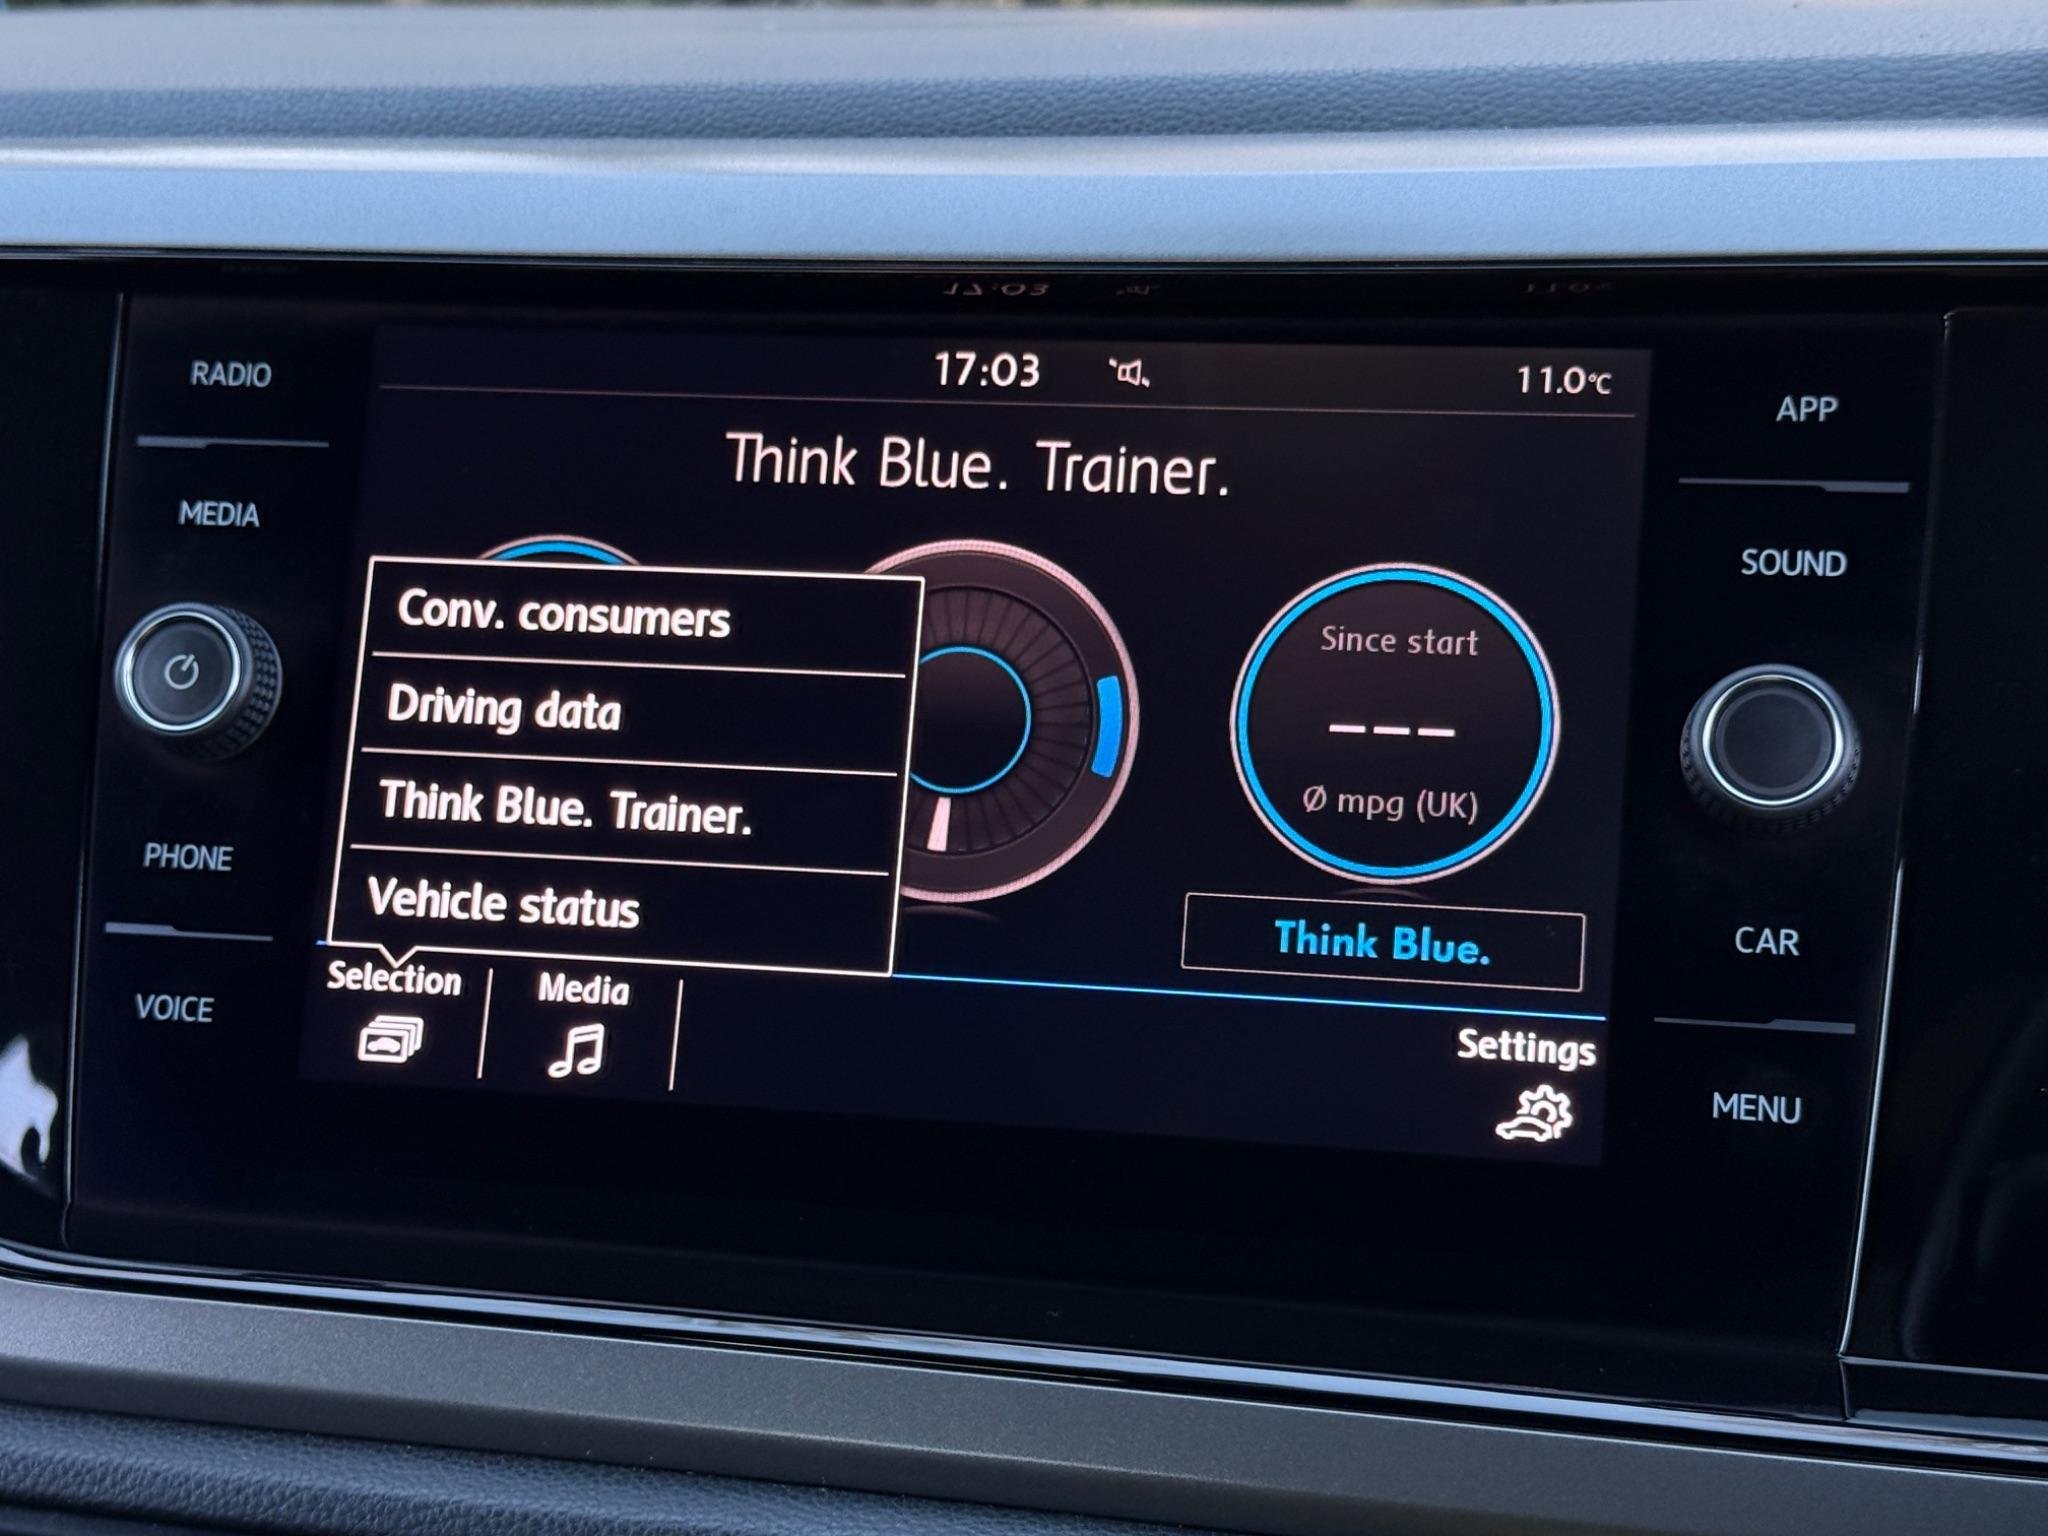 RADIO
MEDIA
PHONE
VOICE
17:03
11.0°C
Think Blue. Trainer.
Conv. consumers
Driving data
Think Blue. Trainer.
Vehicle status
Since start
---
Ø mpg (UK)
Think Blue.
Selection
Media
Settings
APP
SOUND
CAR
MENU